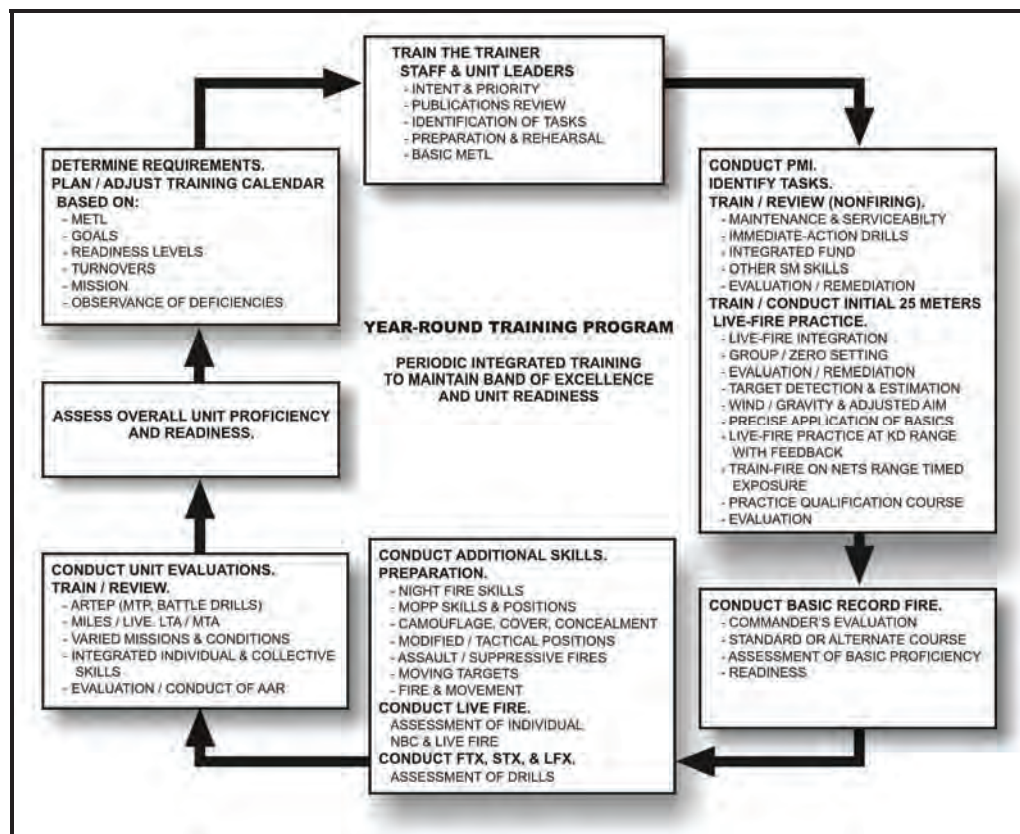 TRAIN THE TRAINER
STAFF & UNIT LEADERS
- INTENT & PRIORITY
- PUBLICATIONS REVIEW
- IDENTIFICATION OF TASKS
- PREPARATION & REHEARSAL
- BASIC METL
DETERMINE REQUIREMENTS.
PLAN / ADJUST TRAINING CALENDAR
BASED ON:
- METL
- GOALS
- READINESS LEVELS
- TURNOVERS
- MISSION
- OBSERVANCE OF DEFICIENCIES
CONDUCT PMI.
IDENTIFY TASKS.
TRAIN / REVIEW (NONFIRING).
- MAINTENANCE & SERVICEABILTY
- IMMEDIATE-ACTION DRILLS
- INTEGRATED FUND
- OTHER SM SKILLS
- EVALUATION / REMEDIATION
TRAIN / CONDUCT INITIAL 25 METERS
LIVE-FIRE PRACTICE.
- LIVE-FIRE INTEGRATION
- GROUP / ZERO SETTING
- EVALUATION / REMEDIATION
- TARGET DETECTION & ESTIMATION
- WIND / GRAVITY & ADJUSTED AIM
- PRECISE APPLICATION OF BASICS
- LIVE-FIRE PRACTICE AT KD RANGE
WITH FEEDBACK
- TRAIN-FIRE ON NETS RANGE TIMED
EXPOSURE
- PRACTICE QUALIFICATION COURSE
- EVALUATION
YEAR-ROUND TRAINING PROGRAM
PERIODIC INTEGRATED TRAINING
TO MAINTAIN BAND OF EXCELLENCE
AND UNIT READINESS
ASSESS OVERALL UNIT PROFICIENCY
AND READINESS.
CONDUCT UNIT EVALUATIONS.
TRAIN / REVIEW.
- ARTEP (MTP, BATTLE DRILLS)
- MILES / LIVE. LTA / MTA
- VARIED MISSIONS & CONDITIONS
- INTEGRATED INDIVIDUAL & COLLECTIVE
SKILLS
- EVALUATION / CONDUCT OF AAR
CONDUCT ADDITIONAL SKILLS.
PREPARATION.
- NIGHT FIRE SKILLS
- MOPP SKILLS & POSITIONS
- CAMOUFLAGE, COVER, CONCEALMENT
- MODIFIED / TACTICAL POSITIONS
- ASSAULT / SUPPRESSIVE FIRES
- MOVING TARGETS
- FIRE & MOVEMENT
CONDUCT LIVE FIRE.
ASSESSMENT OF INDIVIDUAL
NBC & LIVE FIRE
CONDUCT FTX, STX, & LFX.
ASSESSMENT OF DRILLS
CONDUCT BASIC RECORD FIRE.
- COMMANDER'S EVALUATION
- STANDARD OR ALTERNATE COURSE
- ASSESSMENT OF BASIC PROFICIENCY
- READINESS